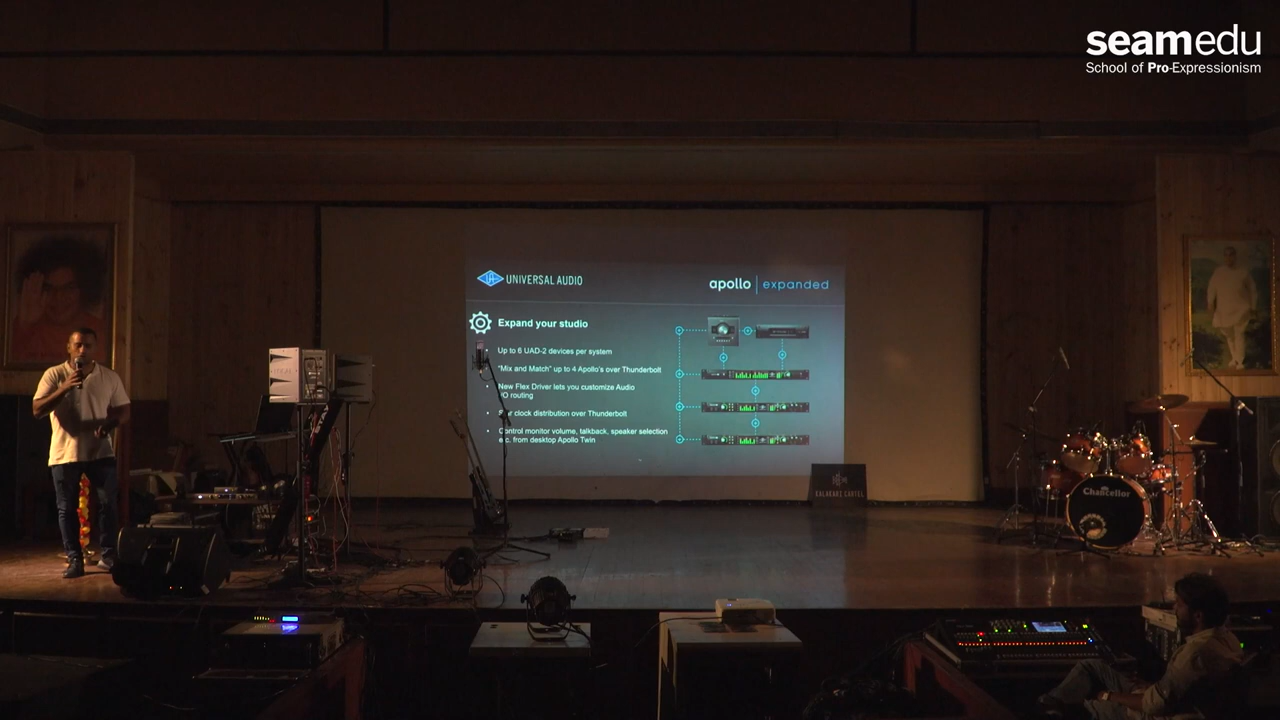 seamedu
School of Pro-Expressionism
UNIVERSAL AUDIO
apollo | expanded
Expand your studio
Up to 6 UAD-2 devices per system
"Mix and Match" up to 4 Apollo's over Thunderbolt
New Flex Driver lets you customize Audio
I/O routing
clock distribution over Thunderbolt
Control monitor volume, talkback, speaker selection
etc. from desktop Apollo Twin
KALAKARI CARTEL
Chancellor